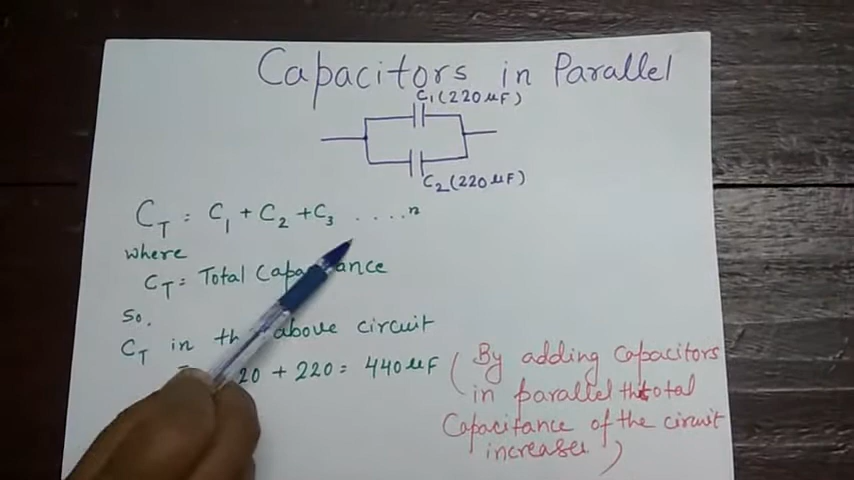 Capacitors in Parallel
C1(220µF)
C2(220µF)
CT = C1 + C2 + C3 ....n
where
CT = Total Capacitance
So,
CT in the above circuit
20 + 220 = 440µF
(By adding Capacitors
in parallel the total
Capacitance of the circuit
increases)